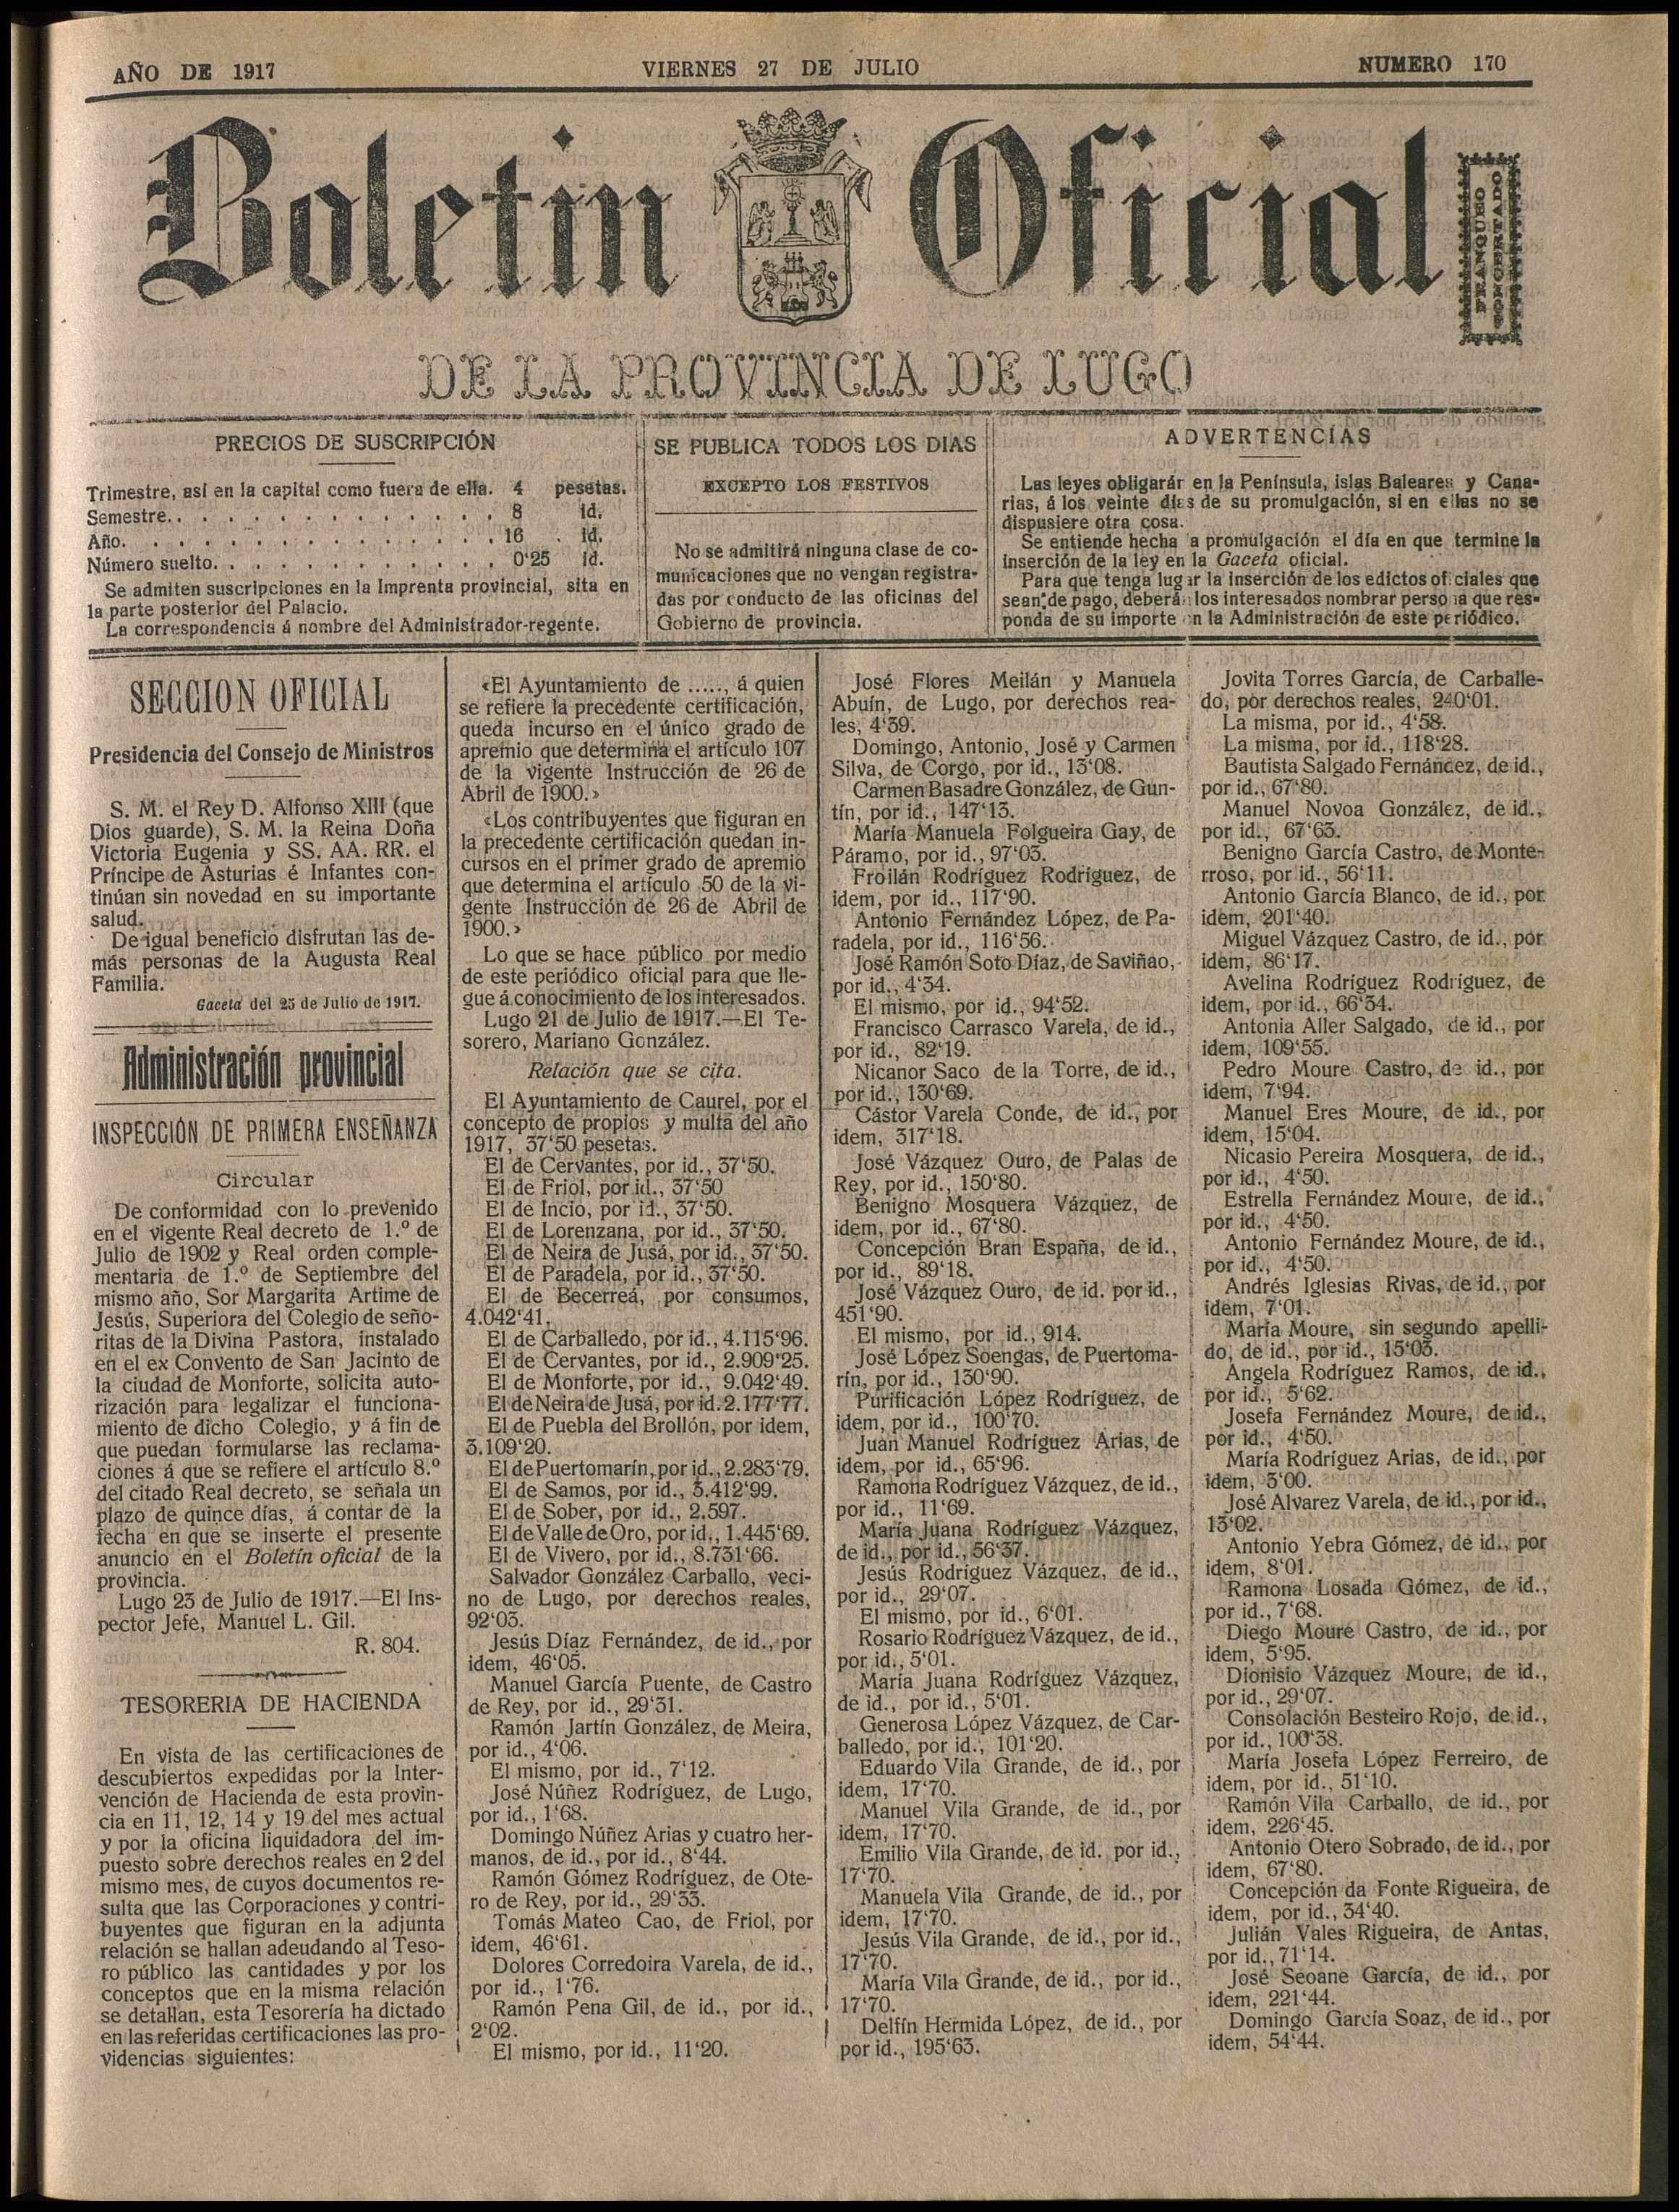 AÑO DE 1917
VIERNES 27 DE JULIO
NUMERO 170
Boletin Oficial
FRANQUEO
CONCERTADO
DE LA PROVINCIA DE LUGO
PRECIOS DE SUSCRIPCIÓN
Trimestre, así en la capital como fuera de ella. 4 pesetas.
Semestre. . . . . . . . . . . . . . 8 id.
Año. . . . . . . . . . . . . . . . 16 id.
Número suelto. . . . . . . . . . . . 0'25 id.
Se admiten suscripciones en la Imprenta provincial, sita en
la parte posterior del Palacio.
La correspondencia á nombre del Administrador-regente.
SE PUBLICA TODOS LOS DIAS
EXCEPTO LOS FESTIVOS
No se admitirá ninguna clase de co-
municaciones que no vengan registra-
das por conducto de las oficinas del
Gobierno de provincia.
ADVERTENCIAS
Las leyes obligarár en la Península, islas Baleares y Cana-
rias, á los veinte dias de su promulgación, si en ellas no se
dispusiere otra cosa.
Se entiende hecha a promulgación el día en que termine la
inserción de la ley en la Gaceta oficial.
Para que tenga lugar la inserción de los edictos oficiales que
sean de pago, deberá los interesados nombrar persona que res-
ponda de su importe en la Administración de este periódico.
SECCION OFICIAL
Presidencia del Consejo de Ministros
S. M. el Rey D. Alfonso XIII (que
Dios guarde), S. M. la Reina Doña
Victoria Eugenia y SS. AA. RR. el
Príncipe de Asturias é Infantes con-
tinúan sin novedad en su importante
salud.
De igual beneficio disfrutan las de-
más personas de la Augusta Real
Familia.
Gaceta del 25 de Julio de 1917.
Administración provincial
INSPECCIÓN DE PRIMERA ENSEÑANZA
Circular
De conformidad con lo prevenido
en el vigente Real decreto de 1.º de
Julio de 1902 y Real orden comple-
mentaria de 1.º de Septiembre del
mismo año, Sor Margarita Artime de
Jesús, Superiora del Colegio de seño-
ritas de la Divina Pastora, instalado
en el ex Convento de San Jacinto de
la ciudad de Monforte, solicita auto-
rización para legalizar el funciona-
miento de dicho Colegio, y á fin de
que puedan formularse las reclama-
ciones á que se refiere el artículo 8.º
del citado Real decreto, se señala un
plazo de quince días, á contar de la
fecha en que se inserte el presente
anuncio en el Boletín oficial de la
provincia.
Lugo 23 de Julio de 1917.—El Ins-
pector Jefe, Manuel L. Gil.
R. 804.
TESORERIA DE HACIENDA
En vista de las certificaciones de
descubiertos expedidas por la Inter-
vención de Hacienda de esta provin-
cia en 11, 12, 14 y 19 del mes actual
y por la oficina liquidadora del im-
puesto sobre derechos reales en 2 del
mismo mes, de cuyos documentos re-
sulta que las Corporaciones y contri-
buyentes que figuran en la adjunta
relación se hallan adeudando al Teso-
ro público las cantidades y por los
conceptos que en la misma relación
se detallan, esta Tesorería ha dictado
en las referidas certificaciones las pro-
videncias siguientes:
«El Ayuntamiento de ....., á quien
se refiere la precedente certificación,
queda incurso en el único grado de
apremio que determina el artículo 107
de la vigente Instrucción de 26 de
Abril de 1900.»
«Los contribuyentes que figuran en
la precedente certificación quedan in-
cursos en el primer grado de apremio
que determina el artículo 50 de la vi-
gente Instrucción de 26 de Abril de
1900.»
Lo que se hace público por medio
de este periódico oficial para que lle-
gue á conocimiento de los interesados.
Lugo 21 de Julio de 1917.—El Te-
sorero, Mariano González.
Relación que se cita.
El Ayuntamiento de Caurel, por el
concepto de propios y multa del año
1917, 37'50 pesetas.
El de Cervantes, por id., 37'50.
El de Friol, por id., 37'50
El de Incio, por id., 37'50.
El de Lorenzana, por id., 37'50.
El de Neira de Jusá, por id., 37'50.
El de Paradela, por id., 37'50.
El de Becerreá, por consumos,
4.042'41.
El de Carballedo, por id., 4.115'96.
El de Cervantes, por id., 2.909'25.
El de Monforte, por id., 9.042'49.
El de Neira de Jusá, por id. 2.177'77.
El de Puebla del Brollón, por idem,
3.109'20.
El de Puertomarín, por id., 2.283'79.
El de Samos, por id., 3.412'99.
El de Sober, por id., 2.597.
El de Valle de Oro, por id., 1.445'69.
El de Vivero, por id., 8.731'66.
Salvador González Carballo, veci-
no de Lugo, por derechos reales,
92'03.
Jesús Díaz Fernández, de id., por
idem, 46'05.
Manuel García Puente, de Castro
de Rey, por id., 29'31.
Ramón Jartín González, de Meira,
por id., 4'06.
El mismo, por id., 7'12.
José Núñez Rodríguez, de Lugo,
por id., 1'68.
Domingo Núñez Arias y cuatro her-
manos, de id., por id., 8'44.
Ramón Gómez Rodríguez, de Ote-
ro de Rey, por id., 29'33.
Tomás Mateo Cao, de Friol, por
idem, 46'61.
Dolores Corredoira Varela, de id.,
por id., 1'76.
Ramón Pena Gil, de id., por id.,
2'02.
El mismo, por id., 11'20.
José Flores Meilán y Manuela
Abuín, de Lugo, por derechos rea-
les, 4'39.
Domingo, Antonio, José y Carmen
Silva, de Corgo, por id., 13'08.
Carmen Basadre González, de Gun-
tín, por id., 147'13.
María Manuela Folgueira Gay, de
Páramo, por id., 97'03.
Froilán Rodríguez Rodríguez, de
idem, por id., 117'90.
Antonio Fernández López, de Pa-
radela, por id., 116'56.
José Ramón Soto Díaz, de Saviñao,
por id., 4'34.
El mismo, por id., 94'52.
Francisco Carrasco Varela, de id.,
por id., 82'19.
Nicanor Saco de la Torre, de id.,
por id., 130'69.
Cástor Varela Conde, de id., por
idem, 317'18.
José Vázquez Ouro, de Palas de
Rey, por id., 150'80.
Benigno Mosquera Vázquez, de
idem, por id., 67'80.
Concepción Bran España, de id.,
por id., 89'18.
José Vázquez Ouro, de id. por id.,
451'90.
El mismo, por id., 914.
José López Soengas, de Puertoma-
rín, por id., 130'90.
Purificación López Rodríguez, de
idem, por id., 100'70.
Juan Manuel Rodríguez Arias, de
idem, por id., 65'96.
Ramona Rodríguez Vázquez, de id.,
por id., 11'69.
María Juana Rodríguez Vázquez,
de id., por id., 56'37.
Jesús Rodríguez Vázquez, de id.,
por id., 29'07.
El mismo, por id., 6'01.
Rosario Rodríguez Vázquez, de id.,
por id., 5'01.
María Juana Rodríguez Vázquez,
de id., por id., 5'01.
Generosa López Vázquez, de Car-
balledo, por id., 101'20.
Eduardo Vila Grande, de id., por
idem, 17'70.
Manuel Vila Grande, de id., por
idem, 17'70.
Emilio Vila Grande, de id. por id.,
17'70.
Manuela Vila Grande, de id., por
idem, 17'70.
Jesús Vila Grande, de id., por id.,
17'70.
María Vila Grande, de id., por id.,
17'70.
Delfín Hermida López, de id., por
por id., 195'63.
Jovita Torres García, de Carballe-
do, por derechos reales, 240'01.
La misma, por id., 4'58.
La misma, por id., 118'28.
Bautista Salgado Fernández, de id.,
por id., 67'80.
Manuel Novoa González, de id.,
por id., 67'63.
Benigno García Castro, de Monte-
rroso, por id., 56'11.
Antonio García Blanco, de id., por
idem, 201'40.
Miguel Vázquez Castro, de id., por
idem, 86'17.
Avelina Rodríguez Rodríguez, de
idem, por id., 66'34.
Antonia Aller Salgado, de id., por
idem, 109'55.
Pedro Moure Castro, de id., por
idem, 7'94.
Manuel Eres Moure, de id., por
idem, 15'04.
Nicasio Pereira Mosquera, de id.,
por id., 4'50.
Estrella Fernández Moure, de id.,
por id., 4'50.
Antonio Fernández Moure, de id.,
por id., 4'50.
Andrés Iglesias Rivas, de id., por
idem, 7'01.
María Moure, sin segundo apelli-
do, de id., por id., 15'03.
Angela Rodríguez Ramos, de id.,
por id., 5'62.
Josefa Fernández Moure, de id.,
por id., 4'50.
María Rodríguez Arias, de id., por
idem, 3'00.
José Alvarez Varela, de id., por id.,
13'02.
Antonio Yebra Gómez, de id., por
idem, 8'01.
Ramona Losada Gómez, de id.,
por id., 7'68.
Diego Moure Castro, de id., por
idem, 5'95.
Dionisio Vázquez Moure, de id.,
por id., 29'07.
Consolación Besteiro Rojo, de id.,
por id., 100'38.
María Josefa López Ferreiro, de
idem, por id., 51'10.
Ramón Vila Carballo, de id., por
idem, 226'45.
Antonio Otero Sobrado, de id., por
idem, 67'80.
Concepción da Fonte Rigueira, de
idem, por id., 34'40.
Julián Vales Rigueira, de Antas,
por id., 71'14.
José Seoane García, de id., por
idem, 221'44.
Domingo García Soaz, de id., por
idem, 54'44.